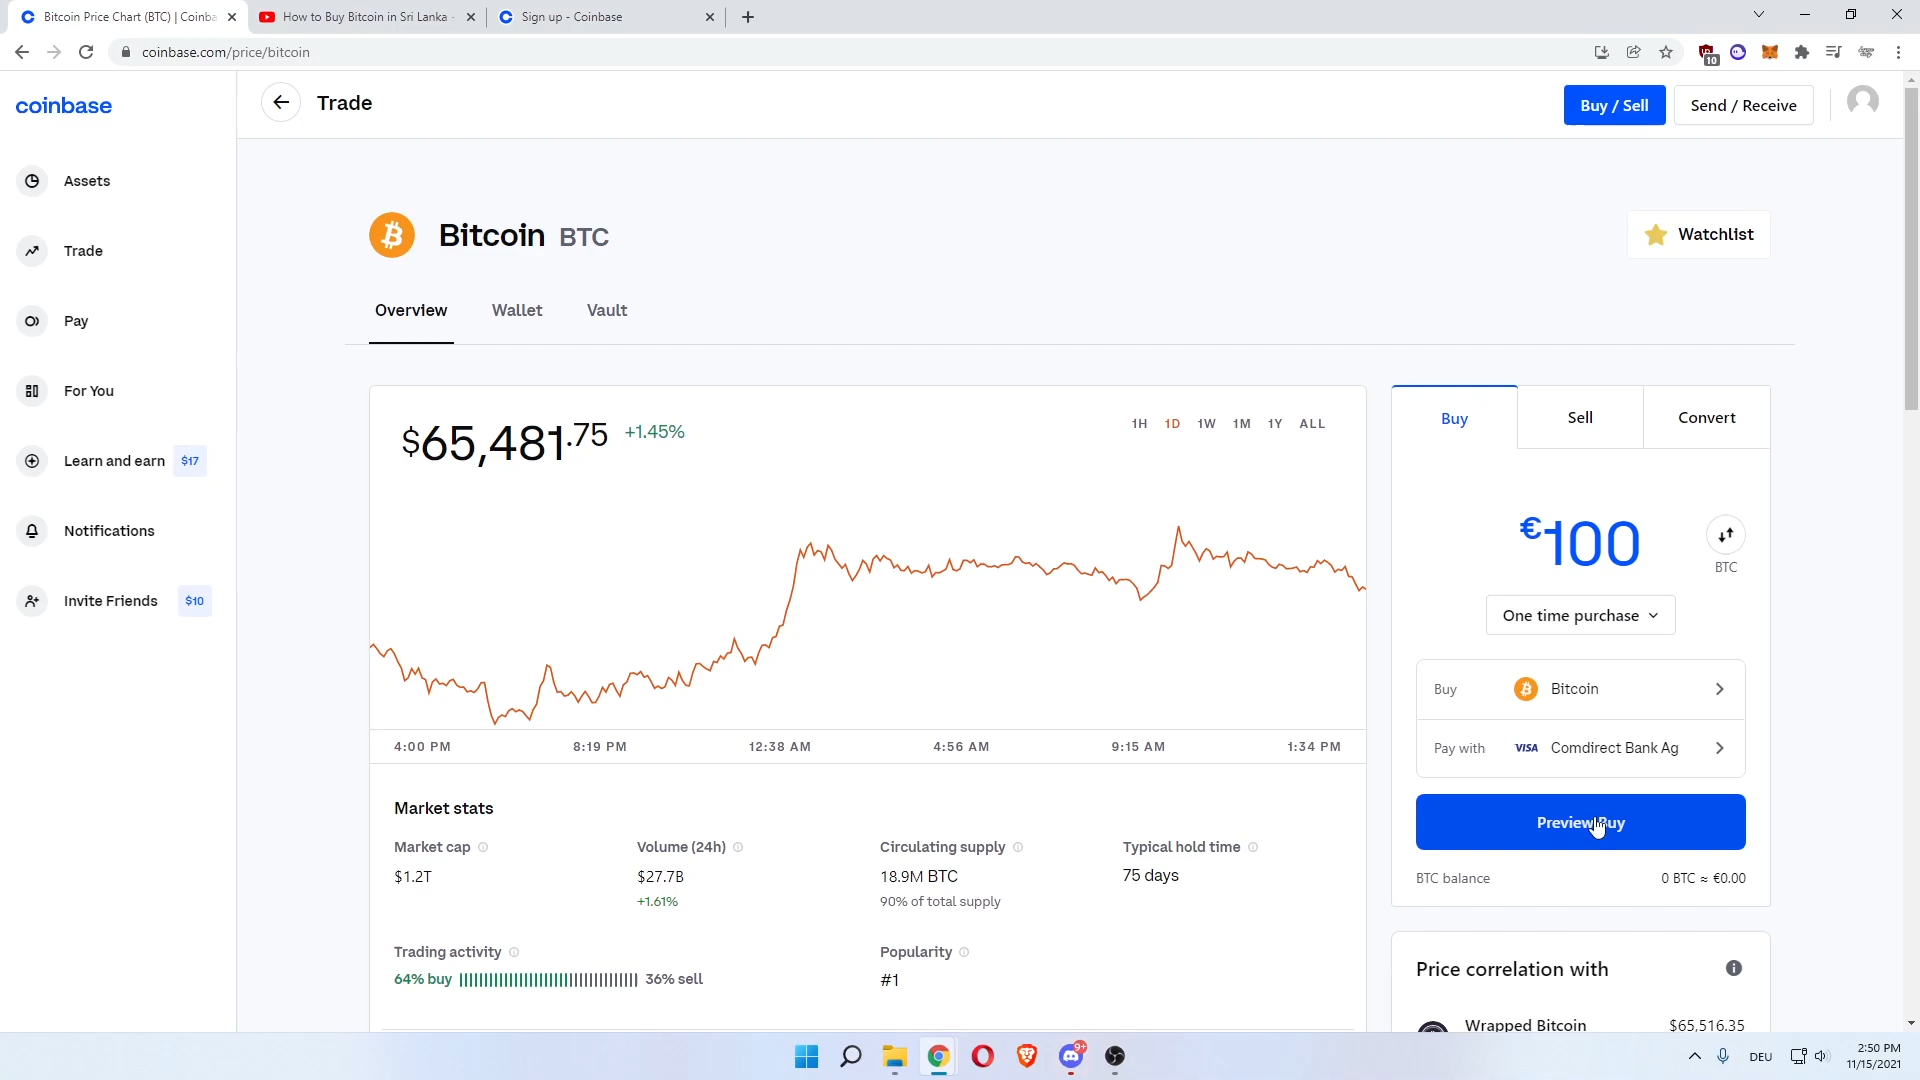 Bitcoin Price Chart (BTC) | Coinba
How to Buy Bitcoin in Sri Lanka -
Sign up - Coinbase
coinbase.com/price/bitcoin
10
coinbase
Trade
Buy / Sell
Send / Receive
Assets
Trade
Pay
For You
Learn and earn $17
Notifications
Invite Friends $10
Bitcoin BTC
Watchlist
Overview
Wallet
Vault
$65,481.75 +1.45%
1H 1D 1W 1M 1Y ALL
4:00 PM 8:19 PM 12:38 AM 4:56 AM 9:15 AM 1:34 PM
Buy
Sell
Convert
€100
BTC
One time purchase
Buy Bitcoin
Pay with VISA Comdirect Bank Ag
Preview Buy
BTC balance 0 BTC ≈ €0.00
Market stats
Market cap
$1.2T
Volume (24h)
$27.7B
+1.61%
Circulating supply
18.9M BTC
90% of total supply
Typical hold time
75 days
Trading activity
64% buy 36% sell
Popularity
#1
Price correlation with
Wrapped Bitcoin $65,516.35
9+
DEU
2:50 PM
11/15/2021